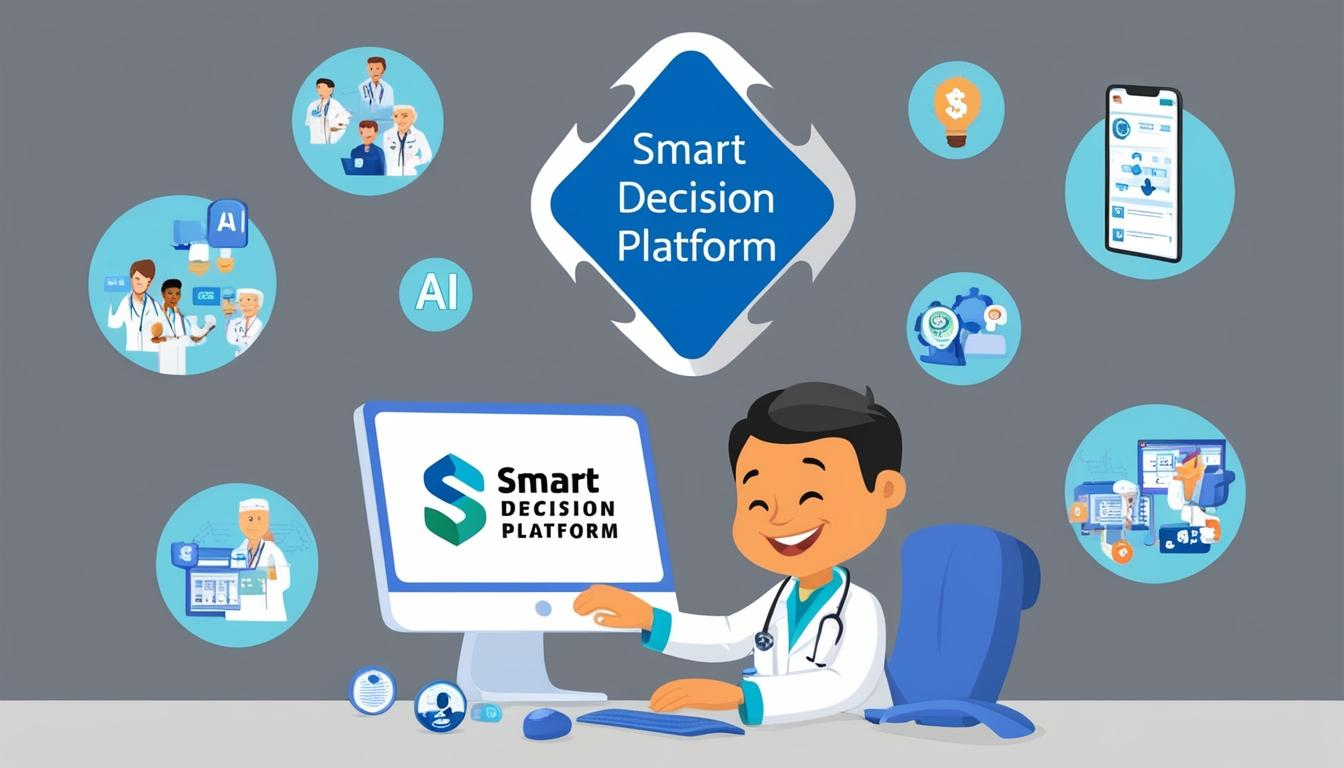 Smart
Decision
Platform
AI
AI
Smart
DECISION
PLATFORM